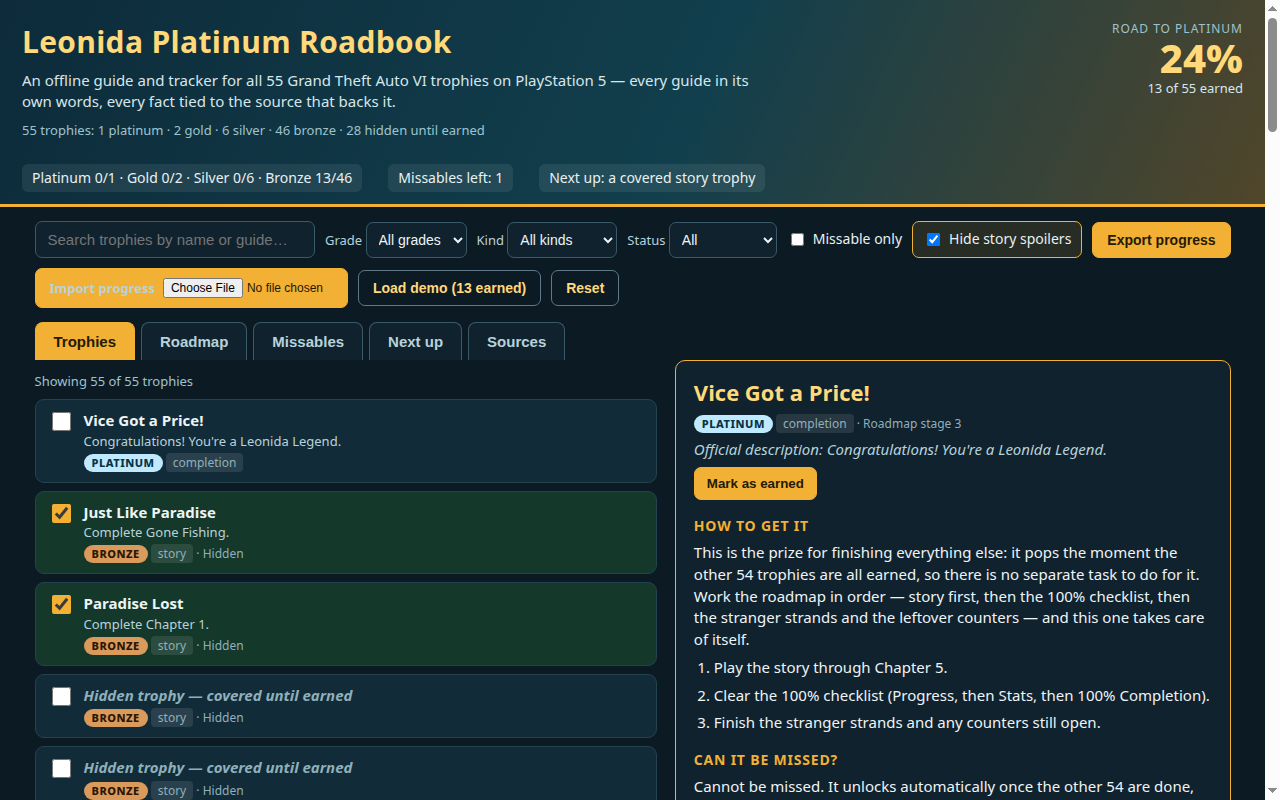 Leonida Platinum Roadbook
An offline guide and tracker for all 55 Grand Theft Auto VI trophies on PlayStation 5 — every guide in its
own words, every fact tied to the source that backs it.
55 trophies: 1 platinum · 2 gold · 6 silver · 46 bronze · 28 hidden until earned
ROAD TO PLATINUM
24%
13 of 55 earned
Platinum 0/1 · Gold 0/2 · Silver 0/6 · Bronze 13/46
Missables left: 1
Next up: a covered story trophy
Search trophies by name or guide…
Grade
All grades
Kind
All kinds
Status
All
Missable only
Hide story spoilers
Export progress
Import progress
Choose File
No file chosen
Load demo (13 earned)
Reset
Trophies
Roadmap
Missables
Next up
Sources
Showing 55 of 55 trophies
Vice Got a Price!
Congratulations! You're a Leonida Legend.
PLATINUM completion
Just Like Paradise
Complete Gone Fishing.
BRONZE story · Hidden
Paradise Lost
Complete Chapter 1.
BRONZE story · Hidden
Hidden trophy — covered until earned
BRONZE story · Hidden
Hidden trophy — covered until earned
BRONZE story · Hidden
Vice Got a Price!
PLATINUM completion · Roadmap stage 3
Official description: Congratulations! You're a Leonida Legend.
Mark as earned
HOW TO GET IT
This is the prize for finishing everything else: it pops the moment the
other 54 trophies are all earned, so there is no separate task to do for it.
Work the roadmap in order — story first, then the 100% checklist, then
the stranger strands and the leftover counters — and this one takes care
of itself.
1. Play the story through Chapter 5.
2. Clear the 100% checklist (Progress, then Stats, then 100% Completion).
3. Finish the stranger strands and any counters still open.
CAN IT BE MISSED?
Cannot be missed. It unlocks automatically once the other 54 are done,